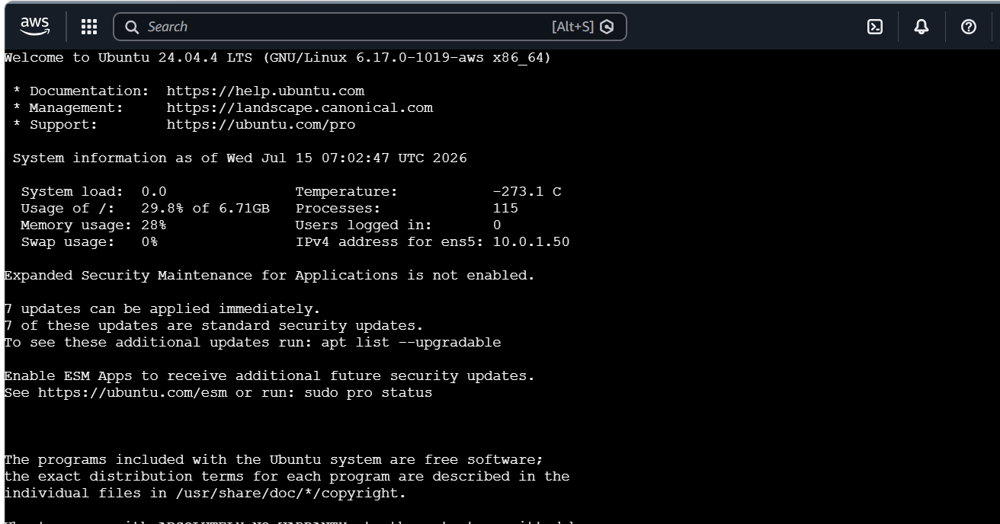 aws
Search [Alt+S]
Welcome to Ubuntu 24.04.4 LTS (GNU/Linux 6.17.0-1019-aws x86_64)
* Documentation: https://help.ubuntu.com
* Management: https://landscape.canonical.com
* Support: https://ubuntu.com/pro
System information as of Wed Jul 15 07:02:47 UTC 2026
System load: 0.0 Temperature: -273.1 C
Usage of /: 29.8% of 6.71GB Processes: 115
Memory usage: 28% Users logged in: 0
Swap usage: 0% IPv4 address for ens5: 10.0.1.50
Expanded Security Maintenance for Applications is not enabled.
7 updates can be applied immediately.
7 of these updates are standard security updates.
To see these additional updates run: apt list --upgradable
Enable ESM Apps to receive additional future security updates.
See https://ubuntu.com/esm or run: sudo pro status
The programs included with the Ubuntu system are free software;
the exact distribution terms for each program are described in the
individual files in /usr/share/doc/*/copyright.